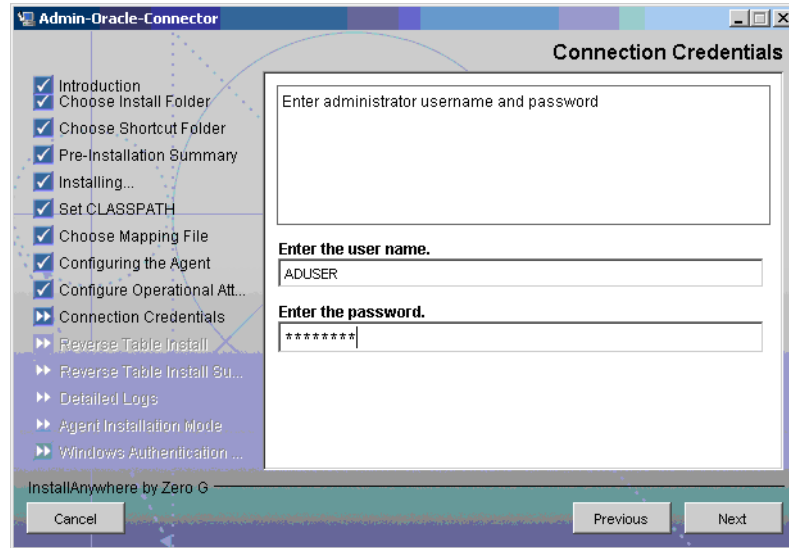 Admin-Oracle-Connector
Connection Credentials
Introduction
Choose Install Folder
Choose Shortcut Folder
Pre-Installation Summary
Installing...
Set CLASSPATH
Choose Mapping File
Configuring the Agent
Configure Operational Att...
Connection Credentials
Reverse Table Install
Reverse Table Install Su...
Detailed Logs
Agent Installation Mode
Windows Authentication ...
Enter administrator username and password
Enter the user name.
ADUSER
Enter the password.
********
InstallAnywhere by Zero G
Cancel
Previous
Next